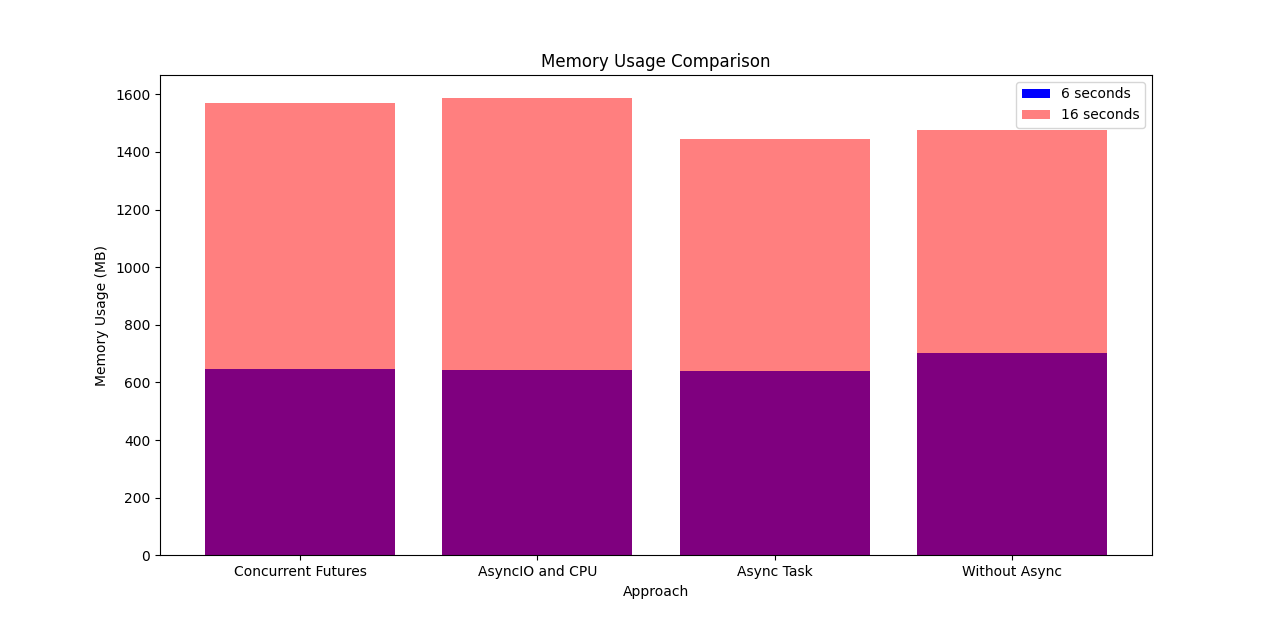 Memory Usage Comparison
6 seconds
16 seconds
1600
1400
1200
1000
800
600
400
200
0
Memory Usage (MB)
Concurrent Futures
AsyncIO and CPU
Async Task
Without Async
Approach